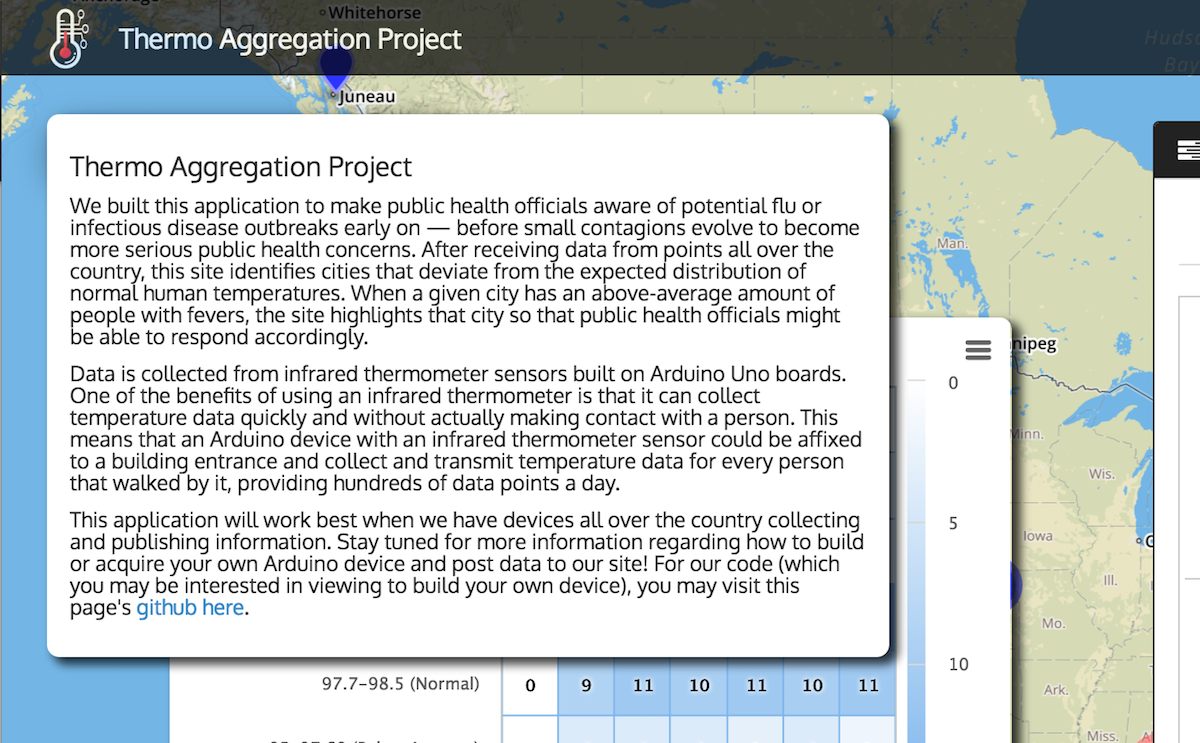 Whitehorse
Thermo Aggregation Project
Hudso
Bay
Juneau
Thermo Aggregation Project
We built this application to make public health officials aware of potential flu or
infectious disease outbreaks early on — before small contagions evolve to become
more serious public health concerns. After receiving data from points all over the
country, this site identifies cities that deviate from the expected distribution of
normal human temperatures. When a given city has an above-average amount of
people with fevers, the site highlights that city so that public health officials might
be able to respond accordingly.
Data is collected from infrared thermometer sensors built on Arduino Uno boards.
One of the benefits of using an infrared thermometer is that it can collect
temperature data quickly and without actually making contact with a person. This
means that an Arduino device with an infrared thermometer sensor could be affixed
to a building entrance and collect and transmit temperature data for every person
that walked by it, providing hundreds of data points a day.
This application will work best when we have devices all over the country collecting
and publishing information. Stay tuned for more information regarding how to build
or acquire your own Arduino device and post data to our site! For our code (which
you may be interested in viewing to build your own device), you may visit this
page's github here.
Man.
nipeg
0
Minn.
Wis.
5
Iowa
Ill.
Mo.
10
97.7–98.5 (Normal) 0 9 11 10 11 10 11
Ark.
Miss.